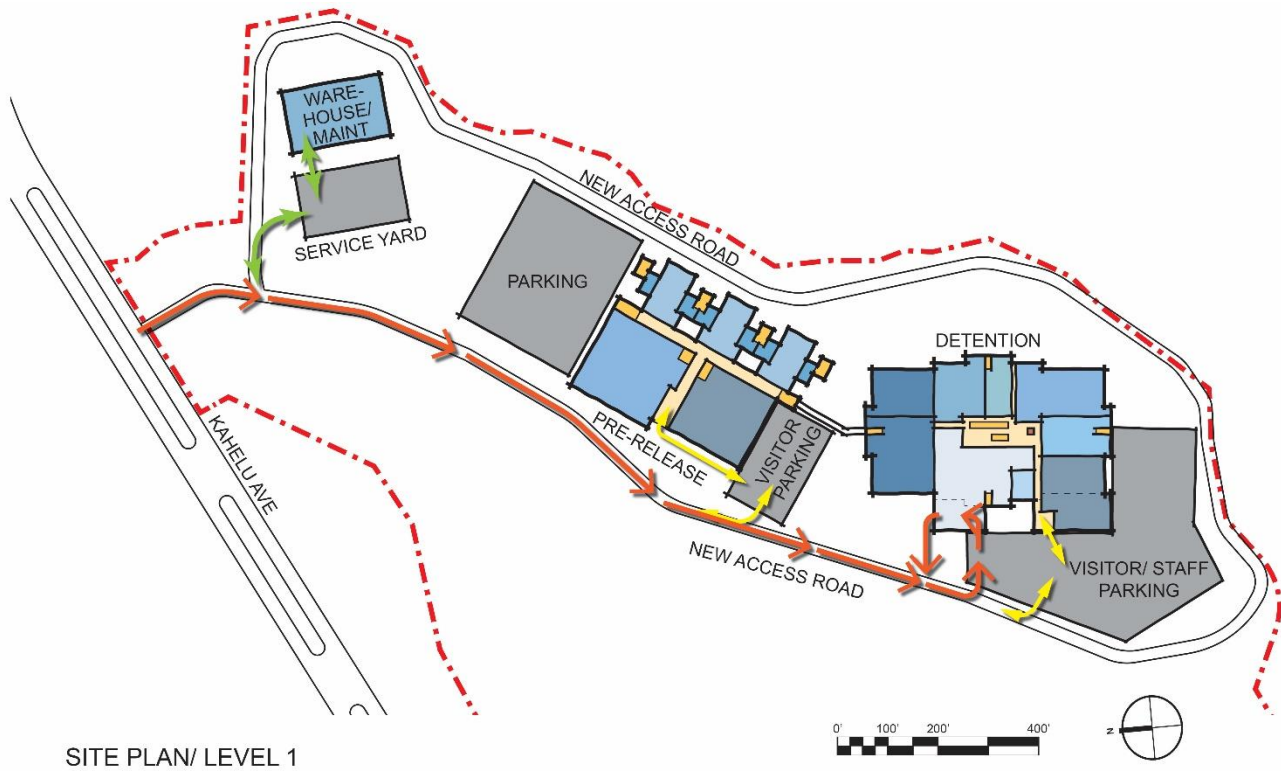 WARE-
HOUSE/
MAINT
SERVICE YARD
NEW ACCESS ROAD
PARKING
DETENTION
PRE-RELEASE
VISITOR
PARKING
KAHELU AVE
NEW ACCESS ROAD
VISITOR/ STAFF
PARKING
0' 100' 200' 400'
N
SITE PLAN/ LEVEL 1